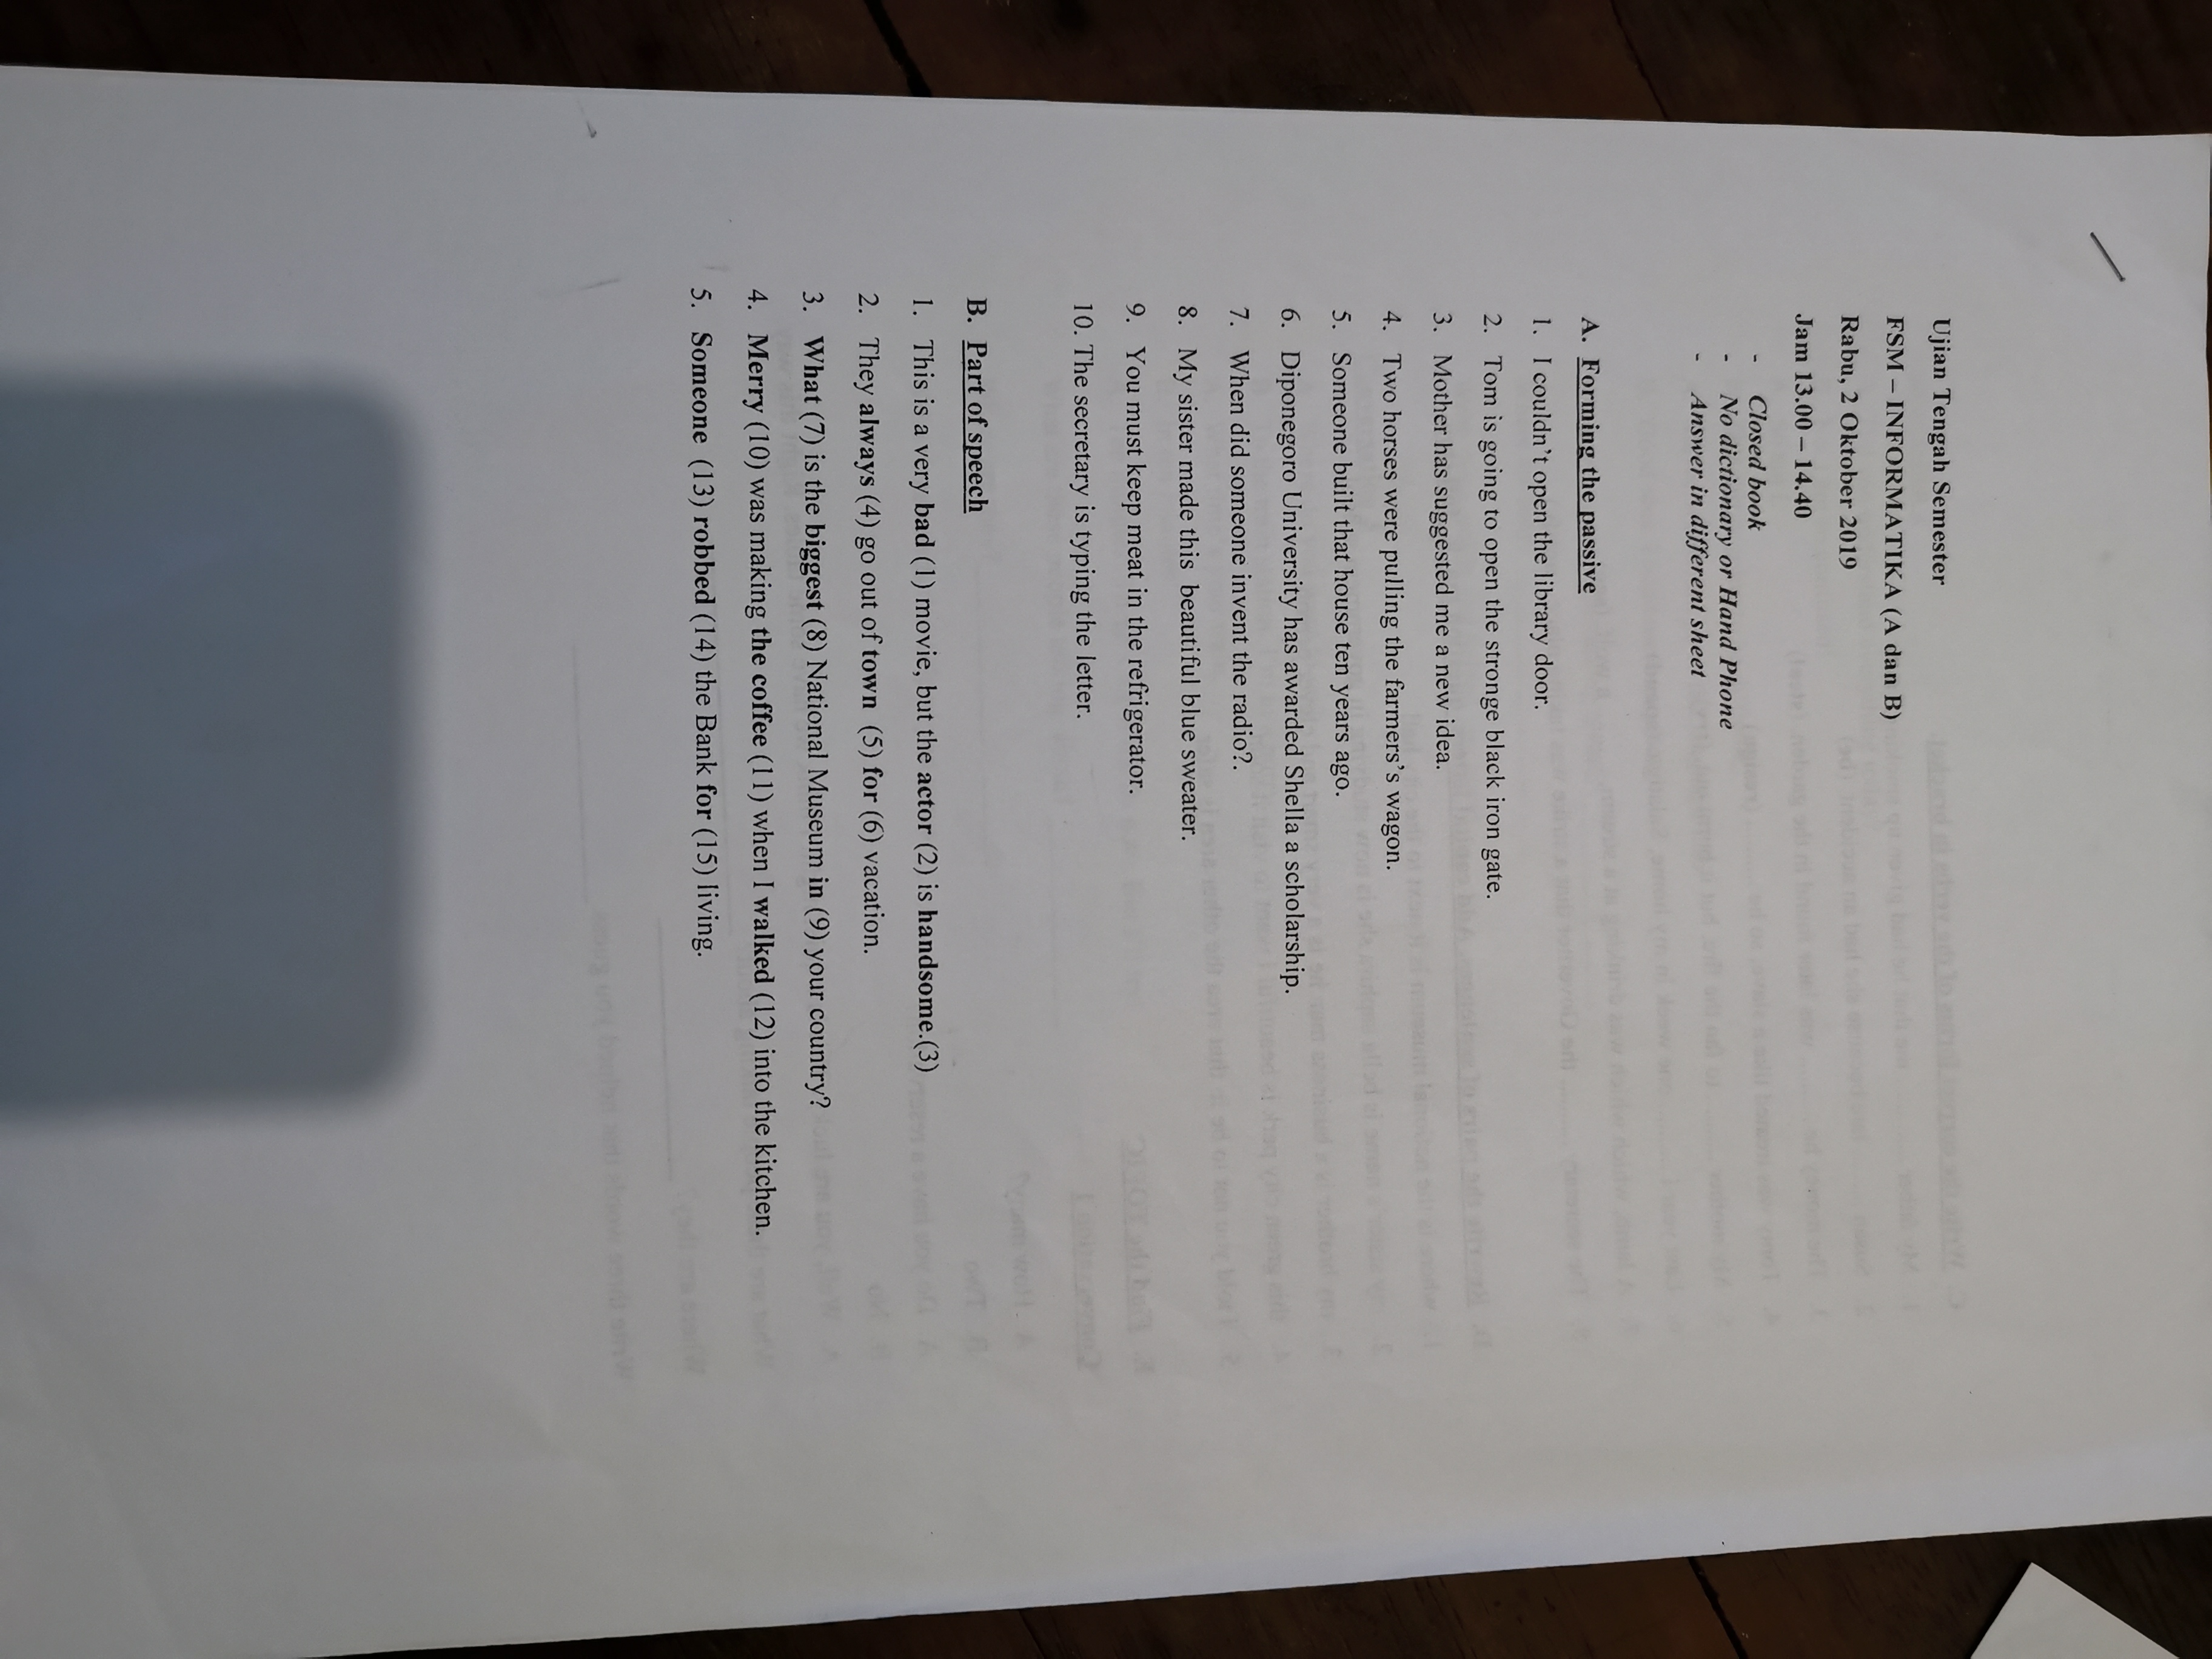 Ujian Tengah Semester
FSM – INFORMATIKA (A dan B)
Rabu, 2 Oktober 2019
Jam 13.00 – 14.40
- Closed book
- No dictionary or Hand Phone
- Answer in different sheet
A. Forming the passive
1. I couldn't open the library door.
2. Tom is going to open the stronge black iron gate.
3. Mother has suggested me a new idea.
4. Two horses were pulling the farmers's wagon.
5. Someone built that house ten years ago.
6. Diponegoro University has awarded Shella a scholarship.
7. When did someone invent the radio?.
8. My sister made this beautiful blue sweater.
9. You must keep meat in the refrigerator.
10. The secretary is typing the letter.
B. Part of speech
1. This is a very bad (1) movie, but the actor (2) is handsome.(3)
2. They always (4) go out of town (5) for (6) vacation.
3. What (7) is the biggest (8) National Museum in (9) your country?
4. Merry (10) was making the coffee (11) when I walked (12) into the kitchen.
5. Someone (13) robbed (14) the Bank for (15) living.